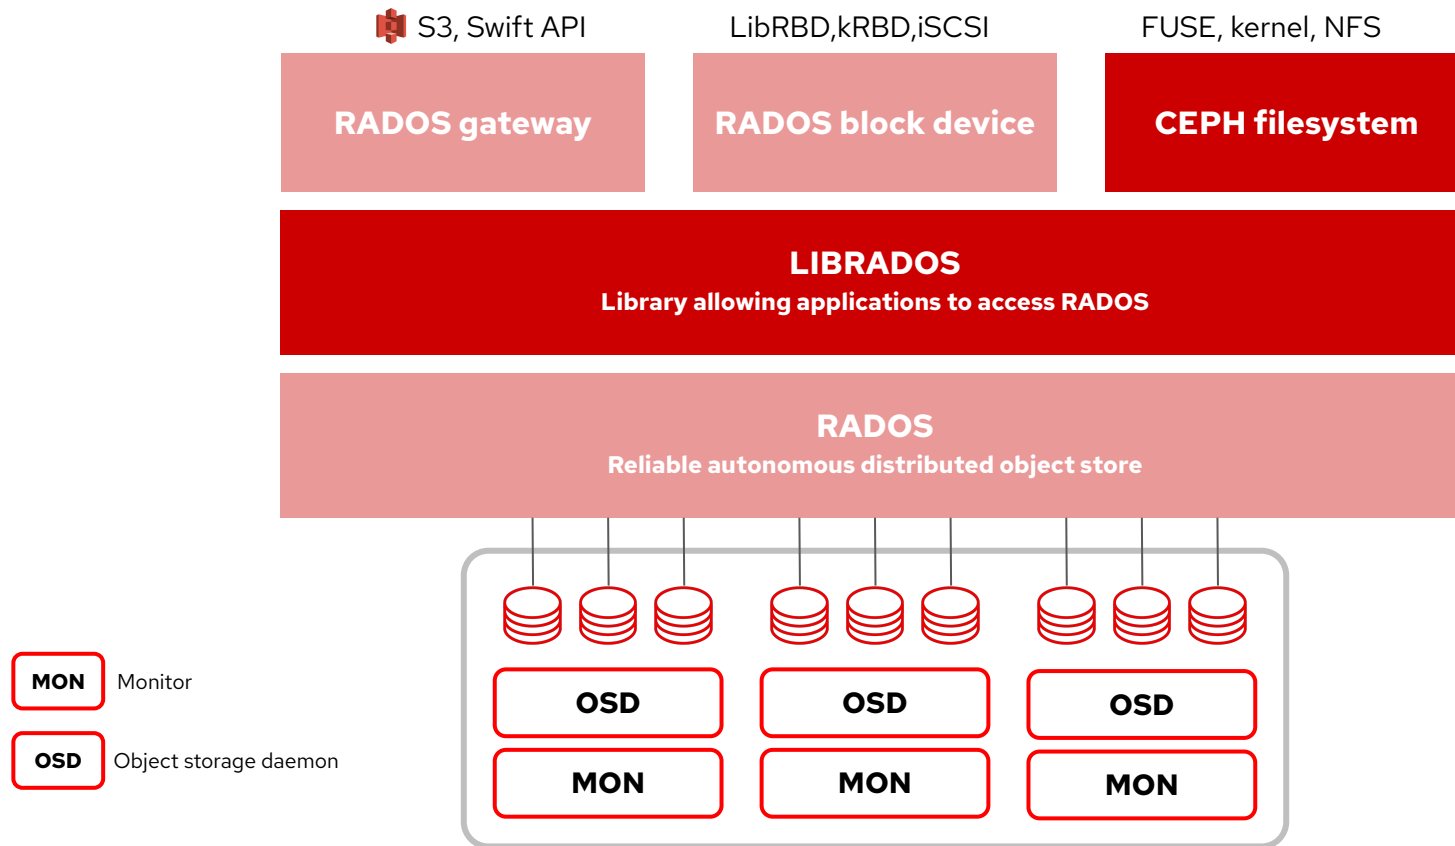 S3, Swift API
LibRBD,kRBD,iSCSI
FUSE, kernel, NFS
RADOS gateway
RADOS block device
CEPH filesystem
LIBRADOS
Library allowing applications to access RADOS
RADOS
Reliable autonomous distributed object store
MON Monitor
OSD Object storage daemon
OSD
OSD
OSD
MON
MON
MON